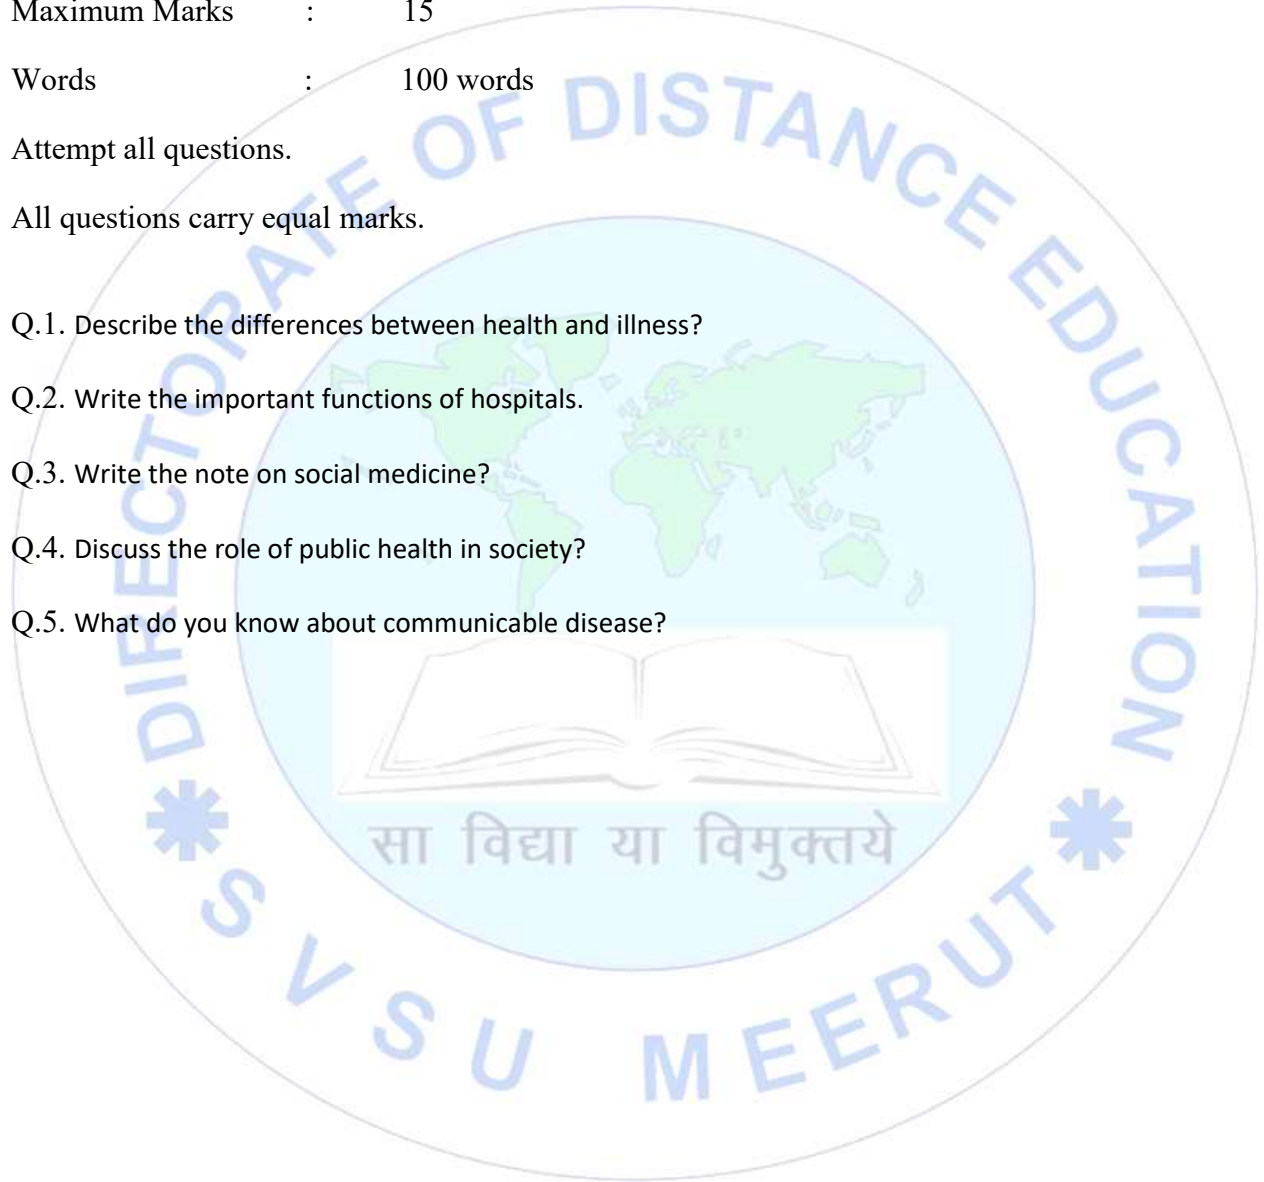 Maximum Marks : 15
Words : 100 words
Attempt all questions.
All questions carry equal marks.
Q.1. Describe the differences between health and illness?
Q.2. Write the important functions of hospitals.
Q.3. Write the note on social medicine?
Q.4. Discuss the role of public health in society?
Q.5. What do you know about communicable disease?
DIRECTORATE OF DISTANCE EDUCATION
सा विद्या या विमुक्तये
SVSU MEERUT